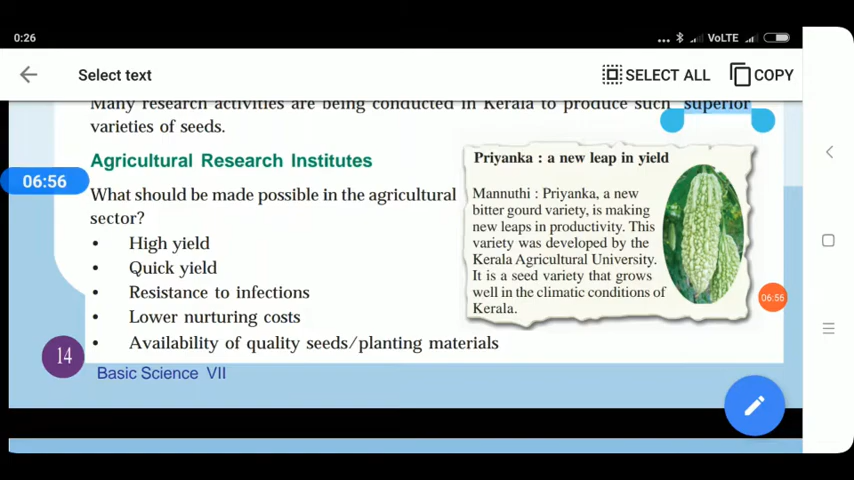 0:26
VoLTE
Select text
SELECT ALL
COPY
Many research activities are being conducted in Kerala to produce such superior
varieties of seeds.
Agricultural Research Institutes
06:56
What should be made possible in the agricultural
sector?
• High yield
• Quick yield
• Resistance to infections
• Lower nurturing costs
• Availability of quality seeds/planting materials
Priyanka : a new leap in yield
Mannuthi : Priyanka, a new
bitter gourd variety, is making
new leaps in productivity. This
variety was developed by the
Kerala Agricultural University.
It is a seed variety that grows
well in the climatic conditions of
Kerala.
06:56
14
Basic Science VII